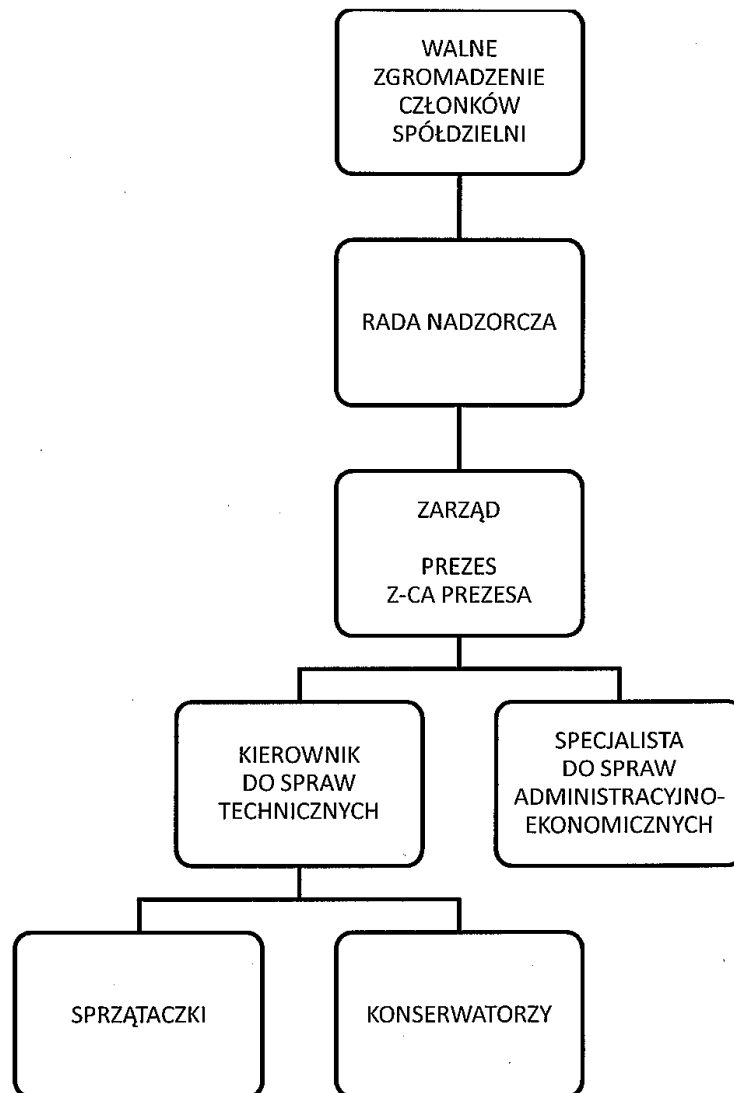 WALNE
ZGROMADZENIE
CZŁONKÓW
SPÓŁDZIELNI
RADA NADZORCZA
ZARZĄD
PREZES
Z-CA PREZESA
KIEROWNIK
DO SPRAW
TECHNICZNYCH
SPECJALISTA
DO SPRAW
ADMINISTRACYJNO-
EKONOMICZNYCH
SPRZĄTACZKI
KONSERWATORZY